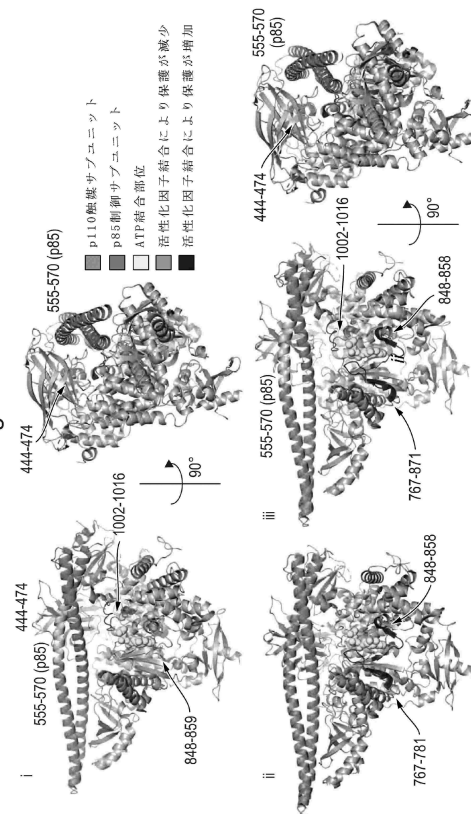 i
555-570 (p85)
444-474
1002-1016
848-859
90°
444-474
555-570 (p85)
p110触媒サブユニット
p85制御サブユニット
ATP結合部位
活性化因子結合により保護が減少
活性化因子結合により保護が増加
ii
767-781
848-858
iii
555-570 (p85)
1002-1016
767-871
848-858
90°
444-474
555-570
(p85)